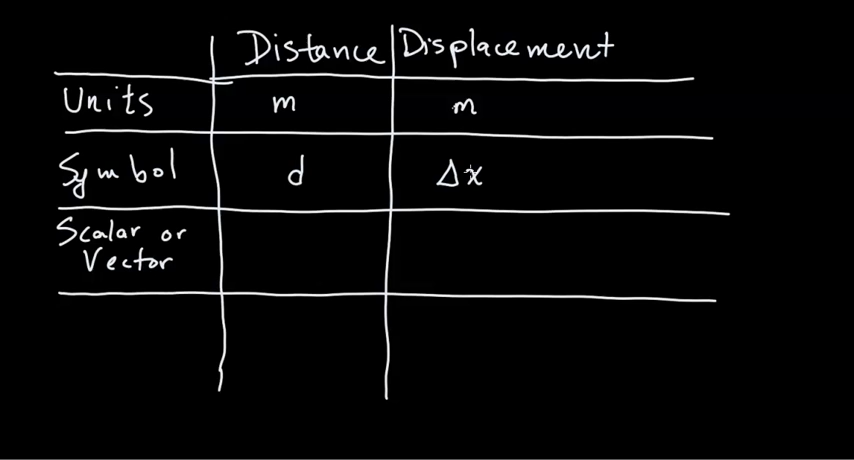 Distance Displacement
Units m m
Symbol d Δx
Scalar or
Vector